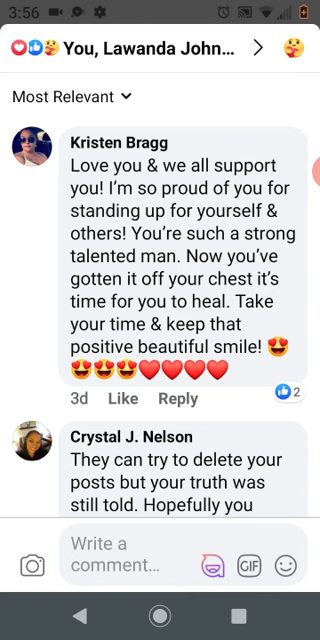 3:56
You, Lawanda John...
Most Relevant
Kristen Bragg
Love you & we all support
you! I'm so proud of you for
standing up for yourself &
others! You're such a strong
talented man. Now you've
gotten it off your chest it's
time for you to heal. Take
your time & keep that
positive beautiful smile! 😍
😍😍😍❤️❤️❤️❤️
3d Like Reply 2
Crystal J. Nelson
They can try to delete your
posts but your truth was
still told. Hopefully you
Write a
comment...
GIF